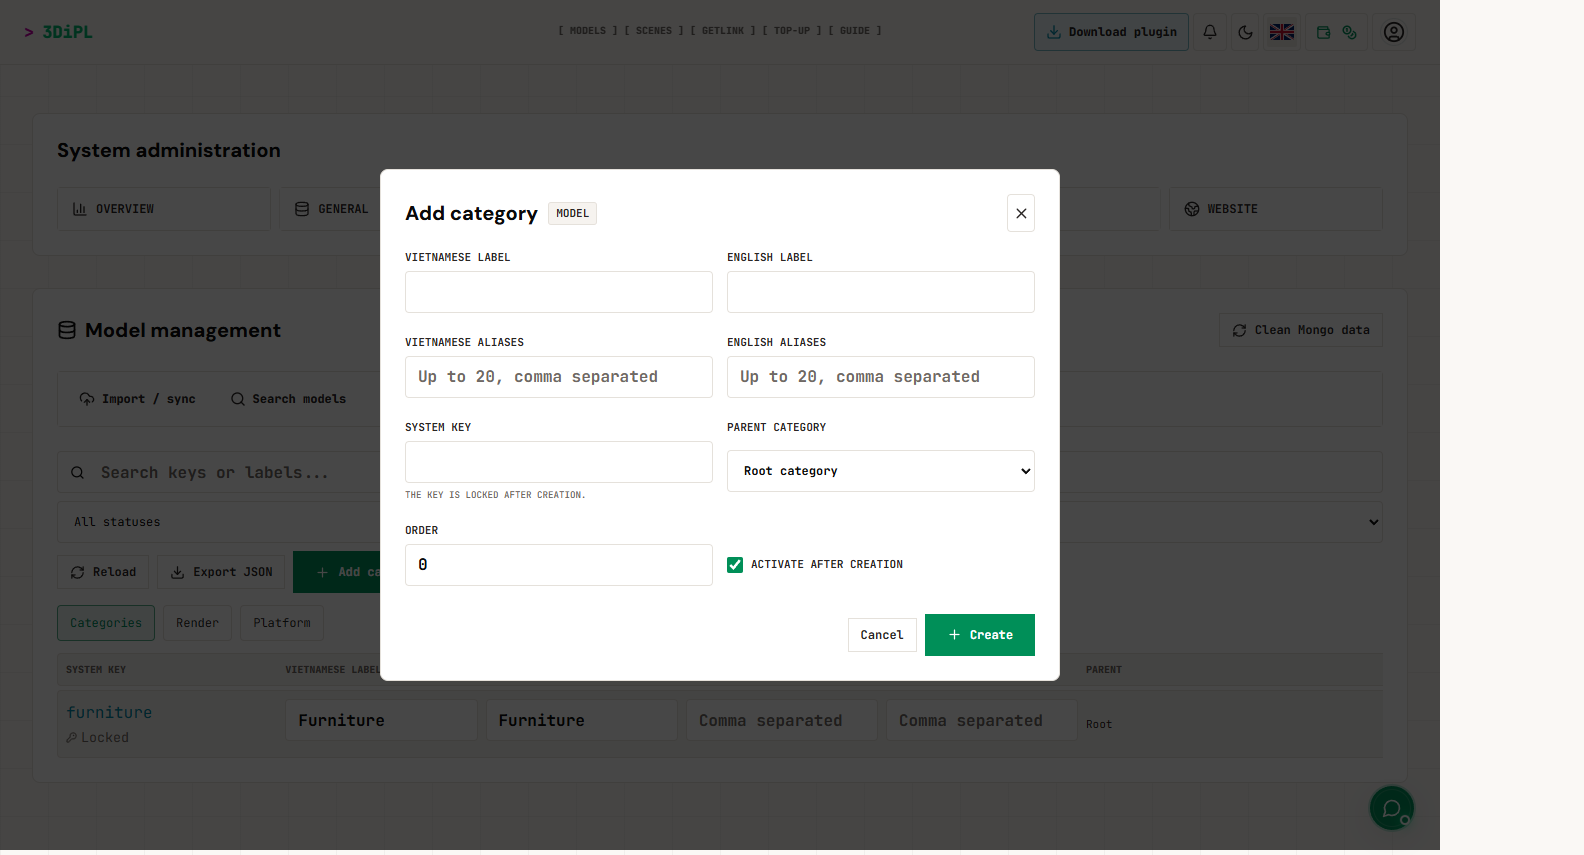 > 3DiPL
[ MODELS ] [ SCENES ] [ GETLINK ] [ TOP-UP ] [ GUIDE ]
Download plugin
System administration
OVERVIEW
GENERAL
WEBSITE
Model management
Clean Mongo data
Import / sync
Search models
Search keys or labels...
All statuses
Reload
Export JSON
+ Add ca
Categories
Render
Platform
SYSTEM KEY
VIETNAMESE LABEL
PARENT
furniture
Locked
Furniture
Furniture
Comma separated
Comma separated
Root
Add category
MODEL
VIETNAMESE LABEL
ENGLISH LABEL
VIETNAMESE ALIASES
ENGLISH ALIASES
Up to 20, comma separated
Up to 20, comma separated
SYSTEM KEY
PARENT CATEGORY
Root category
THE KEY IS LOCKED AFTER CREATION.
ORDER
0
ACTIVATE AFTER CREATION
Cancel
+ Create